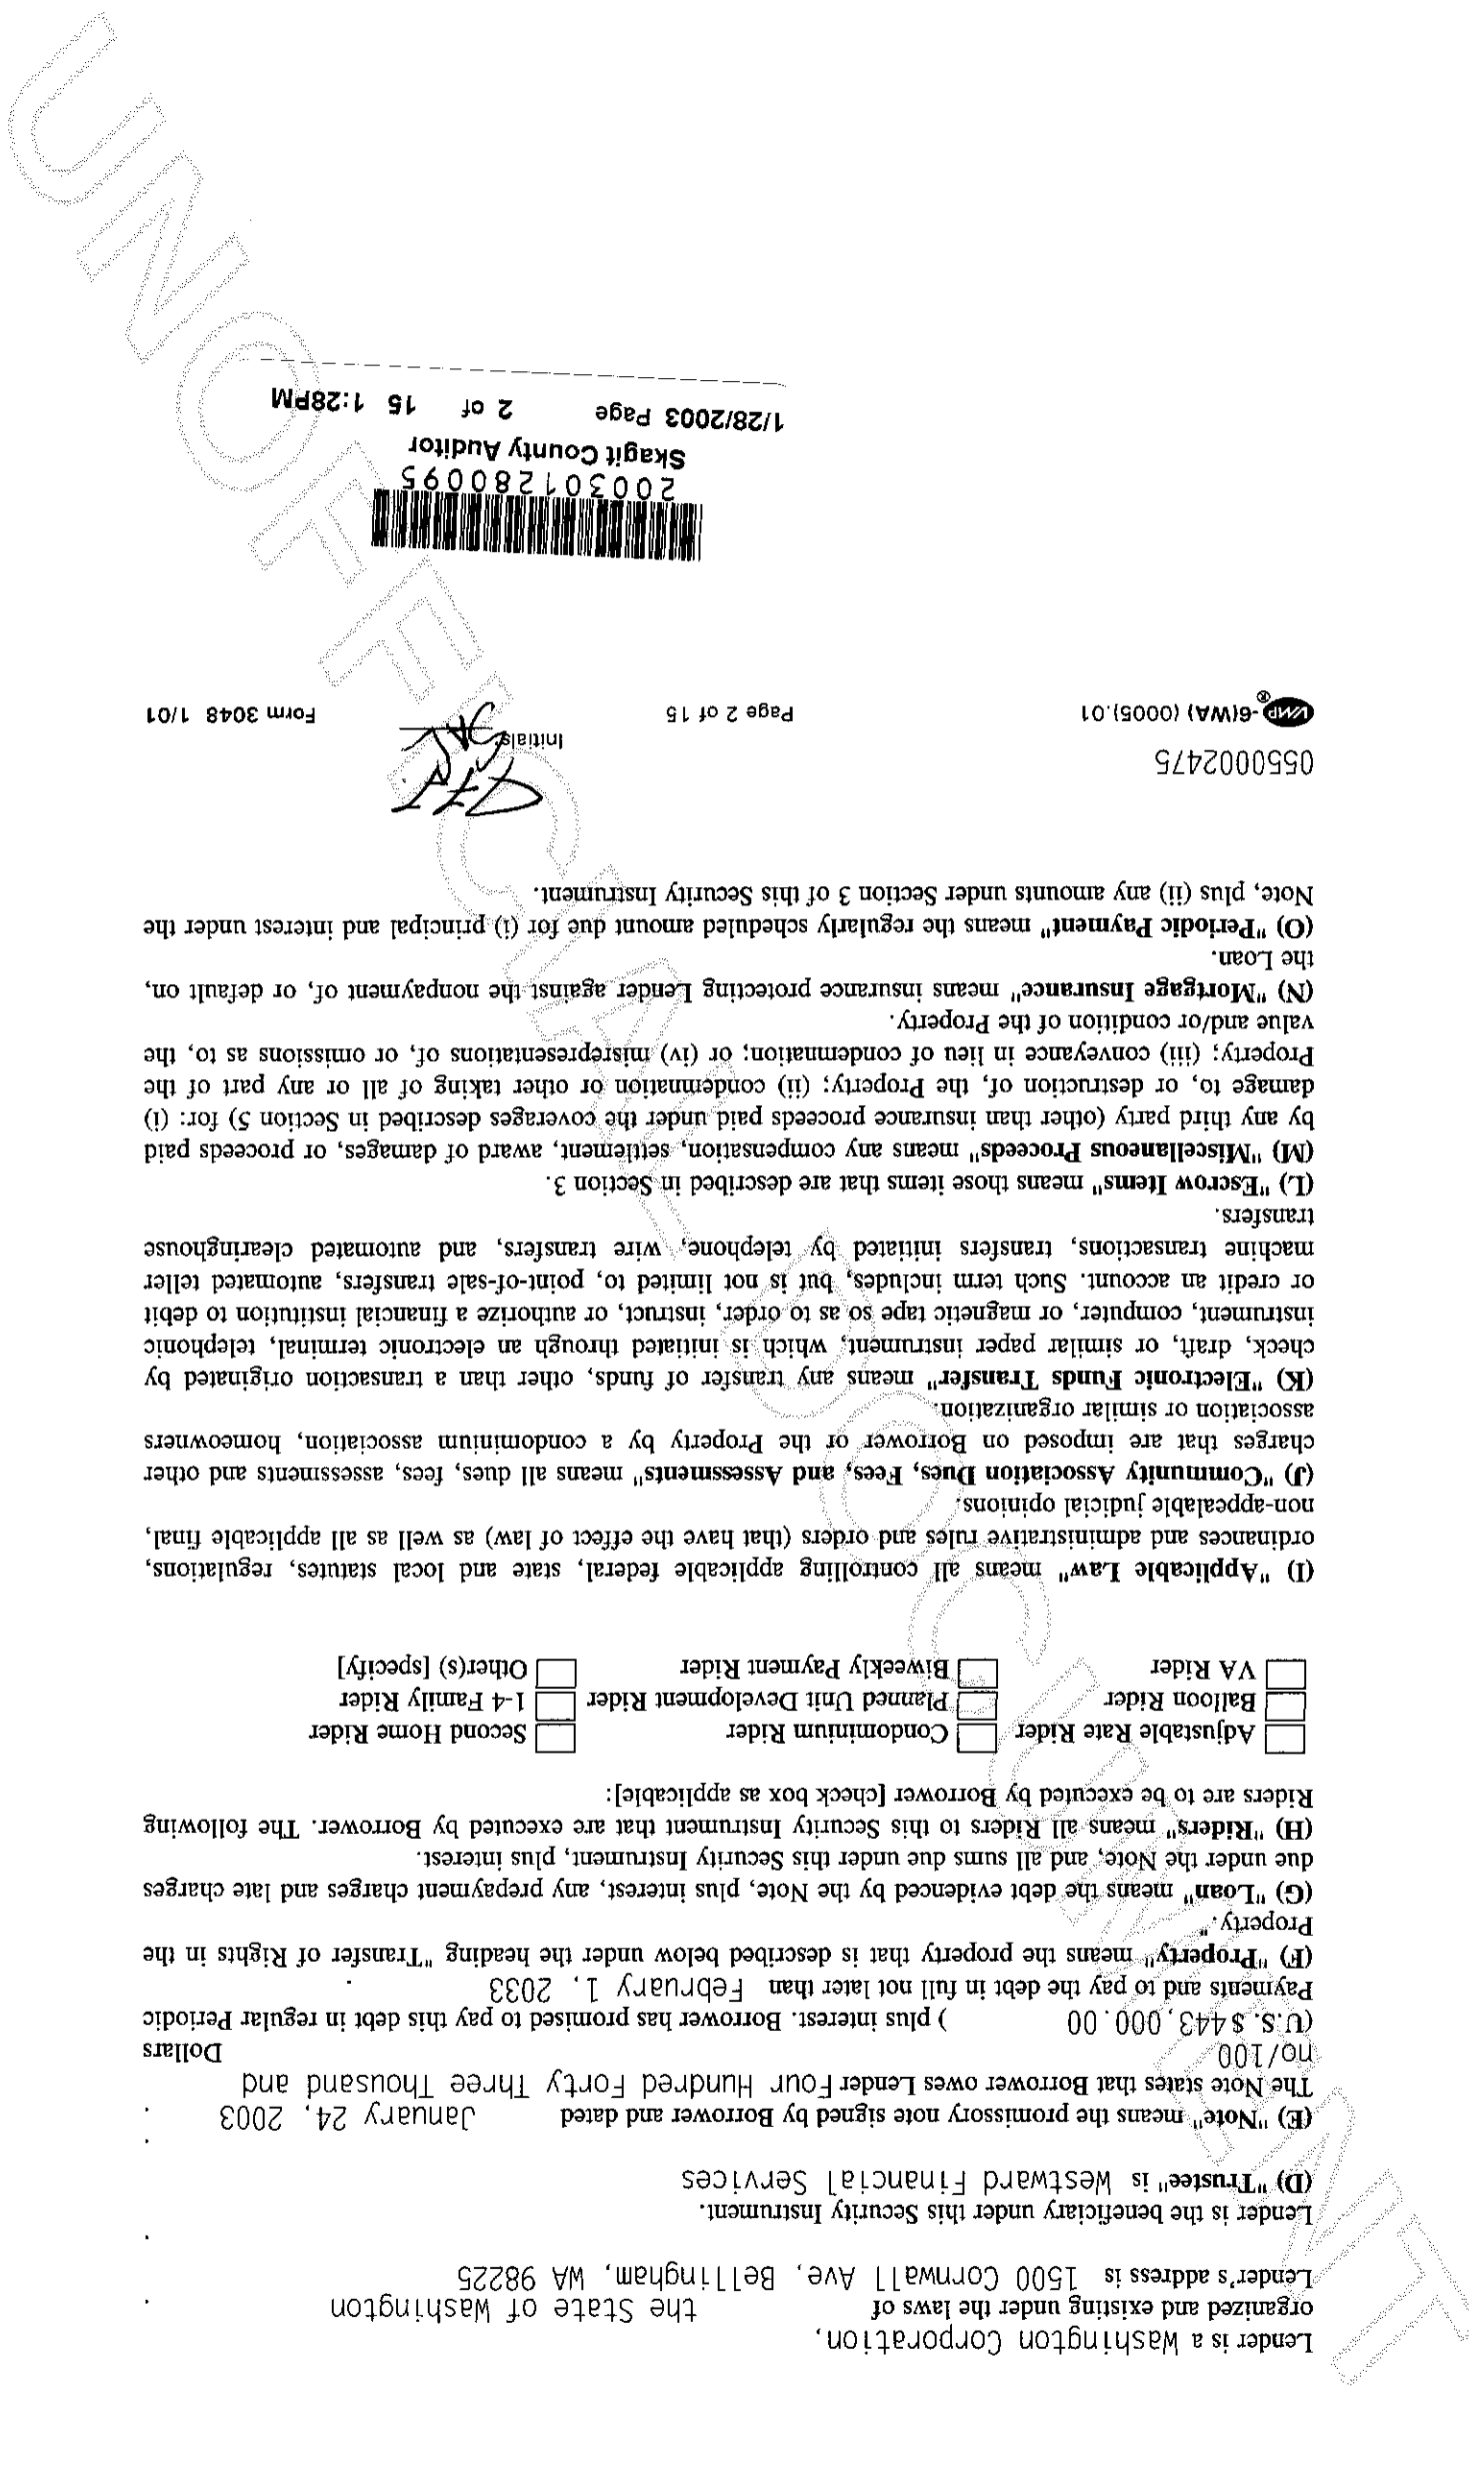 Lender is a Washington Corporation,
organized and existing under the laws of the State of Washington .
Lender's address is 1500 Cornwall Ave, Bellingham, WA 98225
.
Lender is the beneficiary under this Security Instrument.
(D) "Trustee" is Westward Financial Services
.
(E) "Note" means the promissory note signed by Borrower and dated January 24, 2003 .
The Note states that Borrower owes Lender Four Hundred Forty Three Thousand and
no/100 Dollars
(U.S. $443,000.00 ) plus interest. Borrower has promised to pay this debt in regular Periodic
Payments and to pay the debt in full not later than February 1, 2033 .
(F) "Property" means the property that is described below under the heading "Transfer of Rights in the
Property."
(G) "Loan" means the debt evidenced by the Note, plus interest, any prepayment charges and late charges
due under the Note, and all sums due under this Security Instrument, plus interest.
(H) "Riders" means all Riders to this Security Instrument that are executed by Borrower. The following
Riders are to be executed by Borrower [check box as applicable]:
Adjustable Rate Rider Condominium Rider Second Home Rider
Balloon Rider Planned Unit Development Rider 1-4 Family Rider
VA Rider Biweekly Payment Rider Other(s) [specify]
(I) "Applicable Law" means all controlling applicable federal, state and local statutes, regulations,
ordinances and administrative rules and orders (that have the effect of law) as well as all applicable final,
non-appealable judicial opinions.
(J) "Community Association Dues, Fees, and Assessments" means all dues, fees, assessments and other
charges that are imposed on Borrower or the Property by a condominium association, homeowners
association or similar organization.
(K) "Electronic Funds Transfer" means any transfer of funds, other than a transaction originated by
check, draft, or similar paper instrument, which is initiated through an electronic terminal, telephonic
instrument, computer, or magnetic tape so as to order, instruct, or authorize a financial institution to debit
or credit an account. Such term includes, but is not limited to, point-of-sale transfers, automated teller
machine transactions, transfers initiated by telephone, wire transfers, and automated clearinghouse
transfers.
(L) "Escrow Items" means those items that are described in Section 3.
(M) "Miscellaneous Proceeds" means any compensation, settlement, award of damages, or proceeds paid
by any third party (other than insurance proceeds paid under the coverages described in Section 5) for: (i)
damage to, or destruction of, the Property; (ii) condemnation or other taking of all or any part of the
Property; (iii) conveyance in lieu of condemnation; or (iv) misrepresentations of, or omissions as to, the
value and/or condition of the Property.
(N) "Mortgage Insurance" means insurance protecting Lender against the nonpayment of, or default on,
the Loan.
(O) "Periodic Payment" means the regularly scheduled amount due for (i) principal and interest under the
Note, plus (ii) any amounts under Section 3 of this Security Instrument.
0550002475
Initials:
VMP®-6(WA) (0005).01 Page 2 of 15 Form 3048 1/01
200301280095
Skagit County Auditor
1/28/2003 Page 2 of 15 1:28PM
UNOFFICIAL DOCUMENT